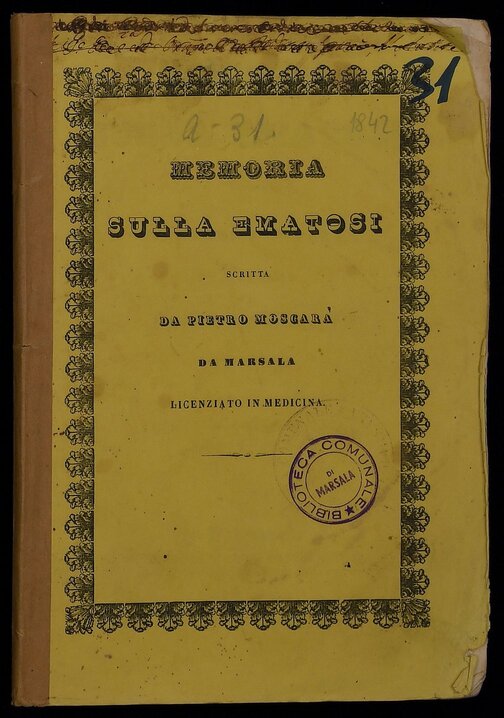 31
a - 31.
1842
MEMORIA
SULLA EMATOSI
SCRITTA
DA PIETRO MOSCARÀ
DA MARSALA
LICENZIATO IN MEDICINA.
BIBLIOTECA COMUNALE
DI
MARSALA